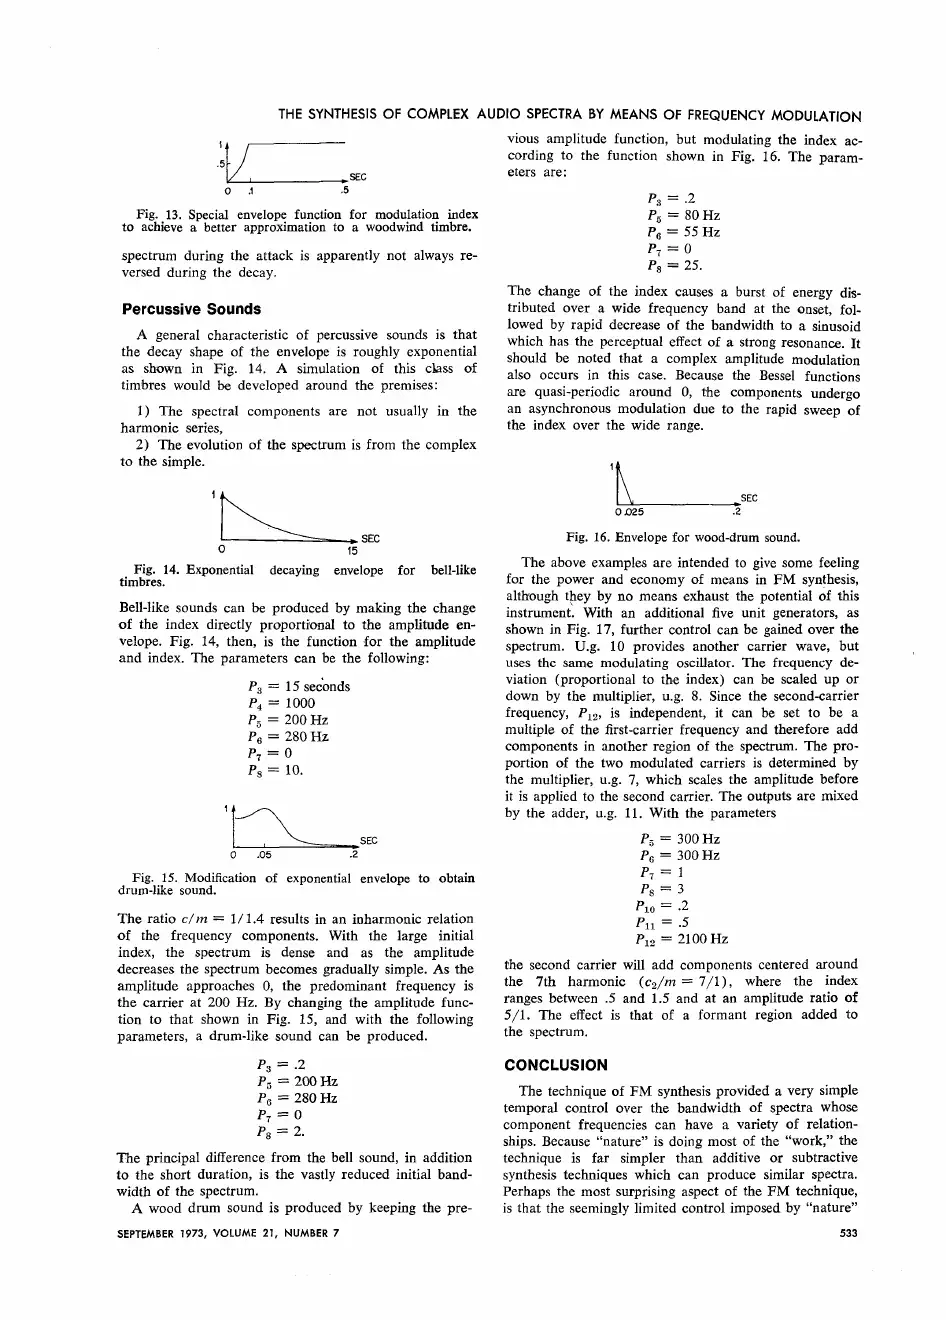 THE SYNTHESIS OF COMPLEX AUDIO SPECTRA BY MEANS OF FREQUENCY MODULATION
1
.5
SEC
0 .1 .5
Fig. 13. Special envelope function for modulation index
to achieve a better approximation to a woodwind timbre.
spectrum during the attack is apparently not always re-
versed during the decay.
Percussive Sounds
A general characteristic of percussive sounds is that
the decay shape of the envelope is roughly exponential
as shown in Fig. 14. A simulation of this class of
timbres would be developed around the premises:
1) The spectral components are not usually in the
harmonic series,
2) The evolution of the spectrum is from the complex
to the simple.
1
SEC
0 15
Fig. 14. Exponential decaying envelope for bell-like
timbres.
Bell-like sounds can be produced by making the change
of the index directly proportional to the amplitude en-
velope. Fig. 14, then, is the function for the amplitude
and index. The parameters can be the following:
P₃ = 15 seconds
P₄ = 1000
P₅ = 200 Hz
P₆ = 280 Hz
P₇ = 0
P₈ = 10.
1
SEC
0 .05 .2
Fig. 15. Modification of exponential envelope to obtain
drum-like sound.
The ratio c/m = 1/1.4 results in an inharmonic relation
of the frequency components. With the large initial
index, the spectrum is dense and as the amplitude
decreases the spectrum becomes gradually simple. As the
amplitude approaches 0, the predominant frequency is
the carrier at 200 Hz. By changing the amplitude func-
tion to that shown in Fig. 15, and with the following
parameters, a drum-like sound can be produced.
P₃ = .2
P₅ = 200 Hz
P₆ = 280 Hz
P₇ = 0
P₈ = 2.
The principal difference from the bell sound, in addition
to the short duration, is the vastly reduced initial band-
width of the spectrum.
A wood drum sound is produced by keeping the pre-
vious amplitude function, but modulating the index ac-
cording to the function shown in Fig. 16. The param-
eters are:
P₃ = .2
P₅ = 80 Hz
P₆ = 55 Hz
P₇ = 0
P₈ = 25.
The change of the index causes a burst of energy dis-
tributed over a wide frequency band at the onset, fol-
lowed by rapid decrease of the bandwidth to a sinusoid
which has the perceptual effect of a strong resonance. It
should be noted that a complex amplitude modulation
also occurs in this case. Because the Bessel functions
are quasi-periodic around 0, the components undergo
an asynchronous modulation due to the rapid sweep of
the index over the wide range.
1
SEC
0 .025 .2
Fig. 16. Envelope for wood-drum sound.
The above examples are intended to give some feeling
for the power and economy of means in FM synthesis,
although they by no means exhaust the potential of this
instrument. With an additional five unit generators, as
shown in Fig. 17, further control can be gained over the
spectrum. U.g. 10 provides another carrier wave, but
uses the same modulating oscillator. The frequency de-
viation (proportional to the index) can be scaled up or
down by the multiplier, u.g. 8. Since the second-carrier
frequency, P₁₂, is independent, it can be set to be a
multiple of the first-carrier frequency and therefore add
components in another region of the spectrum. The pro-
portion of the two modulated carriers is determined by
the multiplier, u.g. 7, which scales the amplitude before
it is applied to the second carrier. The outputs are mixed
by the adder, u.g. 11. With the parameters
P₅ = 300 Hz
P₆ = 300 Hz
P₇ = 1
P₈ = 3
P₁₀ = .2
P₁₁ = .5
P₁₂ = 2100 Hz
the second carrier will add components centered around
the 7th harmonic (c₂/m = 7/1), where the index
ranges between .5 and 1.5 and at an amplitude ratio of
5/1. The effect is that of a formant region added to
the spectrum.
CONCLUSION
The technique of FM synthesis provided a very simple
temporal control over the bandwidth of spectra whose
component frequencies can have a variety of relation-
ships. Because “nature” is doing most of the “work,” the
technique is far simpler than additive or subtractive
synthesis techniques which can produce similar spectra.
Perhaps the most surprising aspect of the FM technique,
is that the seemingly limited control imposed by “nature”
SEPTEMBER 1973, VOLUME 21, NUMBER 7 533